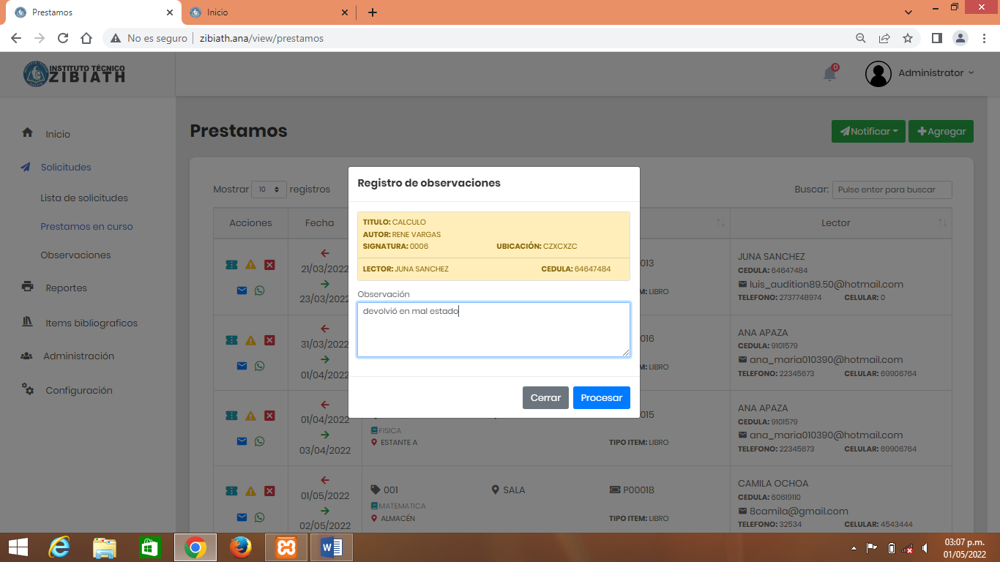 Prestamos
Inicio
No es seguro
zibiath.ana/view/prestamos
INSTITUTO TÉCNICO
ZIBIATH
0
Administrator
Inicio
Solicitudes
Lista de solicitudes
Prestamos en curso
Observaciones
Reportes
Items bibliograficos
Administración
Configuración
Prestamos
Notificar
Agregar
Mostrar 10 registros
Buscar: Pulse enter para buscar
Acciones Fecha Lector
21/03/2022
23/03/2022
013
M: LIBRO
JUNA SANCHEZ
CEDULA: 64647484
luis_audition89.50@hotmail.com
TELEFONO: 2737748974 CELULAR: 0
31/03/2022
01/04/2022
016
M: LIBRO
ANA APAZA
CEDULA: 9101579
ana_maria010390@hotmail.com
TELEFONO: 22345673 CELULAR: 69906764
01/04/2022
03/04/2022
015
FISICA
ESTANTE A TIPO ITEM: LIBRO
ANA APAZA
CEDULA: 9101579
ana_maria010390@hotmail.com
TELEFONO: 22345673 CELULAR: 69906764
01/05/2022
02/05/2022
001 SALA P00018
MATEMATICA
ALMACÉN TIPO ITEM: LIBRO
CAMILA OCHOA
CEDULA: 60619110
8camila@gmail.com
TELEFONO: 32534 CELULAR: 4543444
Registro de observaciones
TITULO: CALCULO
AUTOR: RENE VARGAS
SIGNATURA: 0006 UBICACIÓN: CZXCXZC
LECTOR: JUNA SANCHEZ CEDULA: 64647484
Observación
devolvió en mal estado
Cerrar
Procesar
03:07 p.m.
01/05/2022